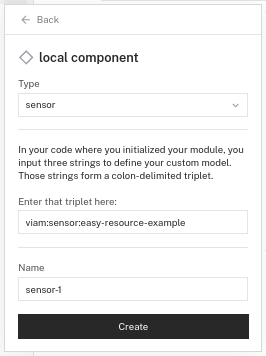 Back
local component
Type
sensor
In your code where you initialized your module, you
input three strings to define your custom model.
Those strings form a colon-delimited triplet.
Enter that triplet here:
viam:sensor:easy-resource-example
Name
sensor-1
Create